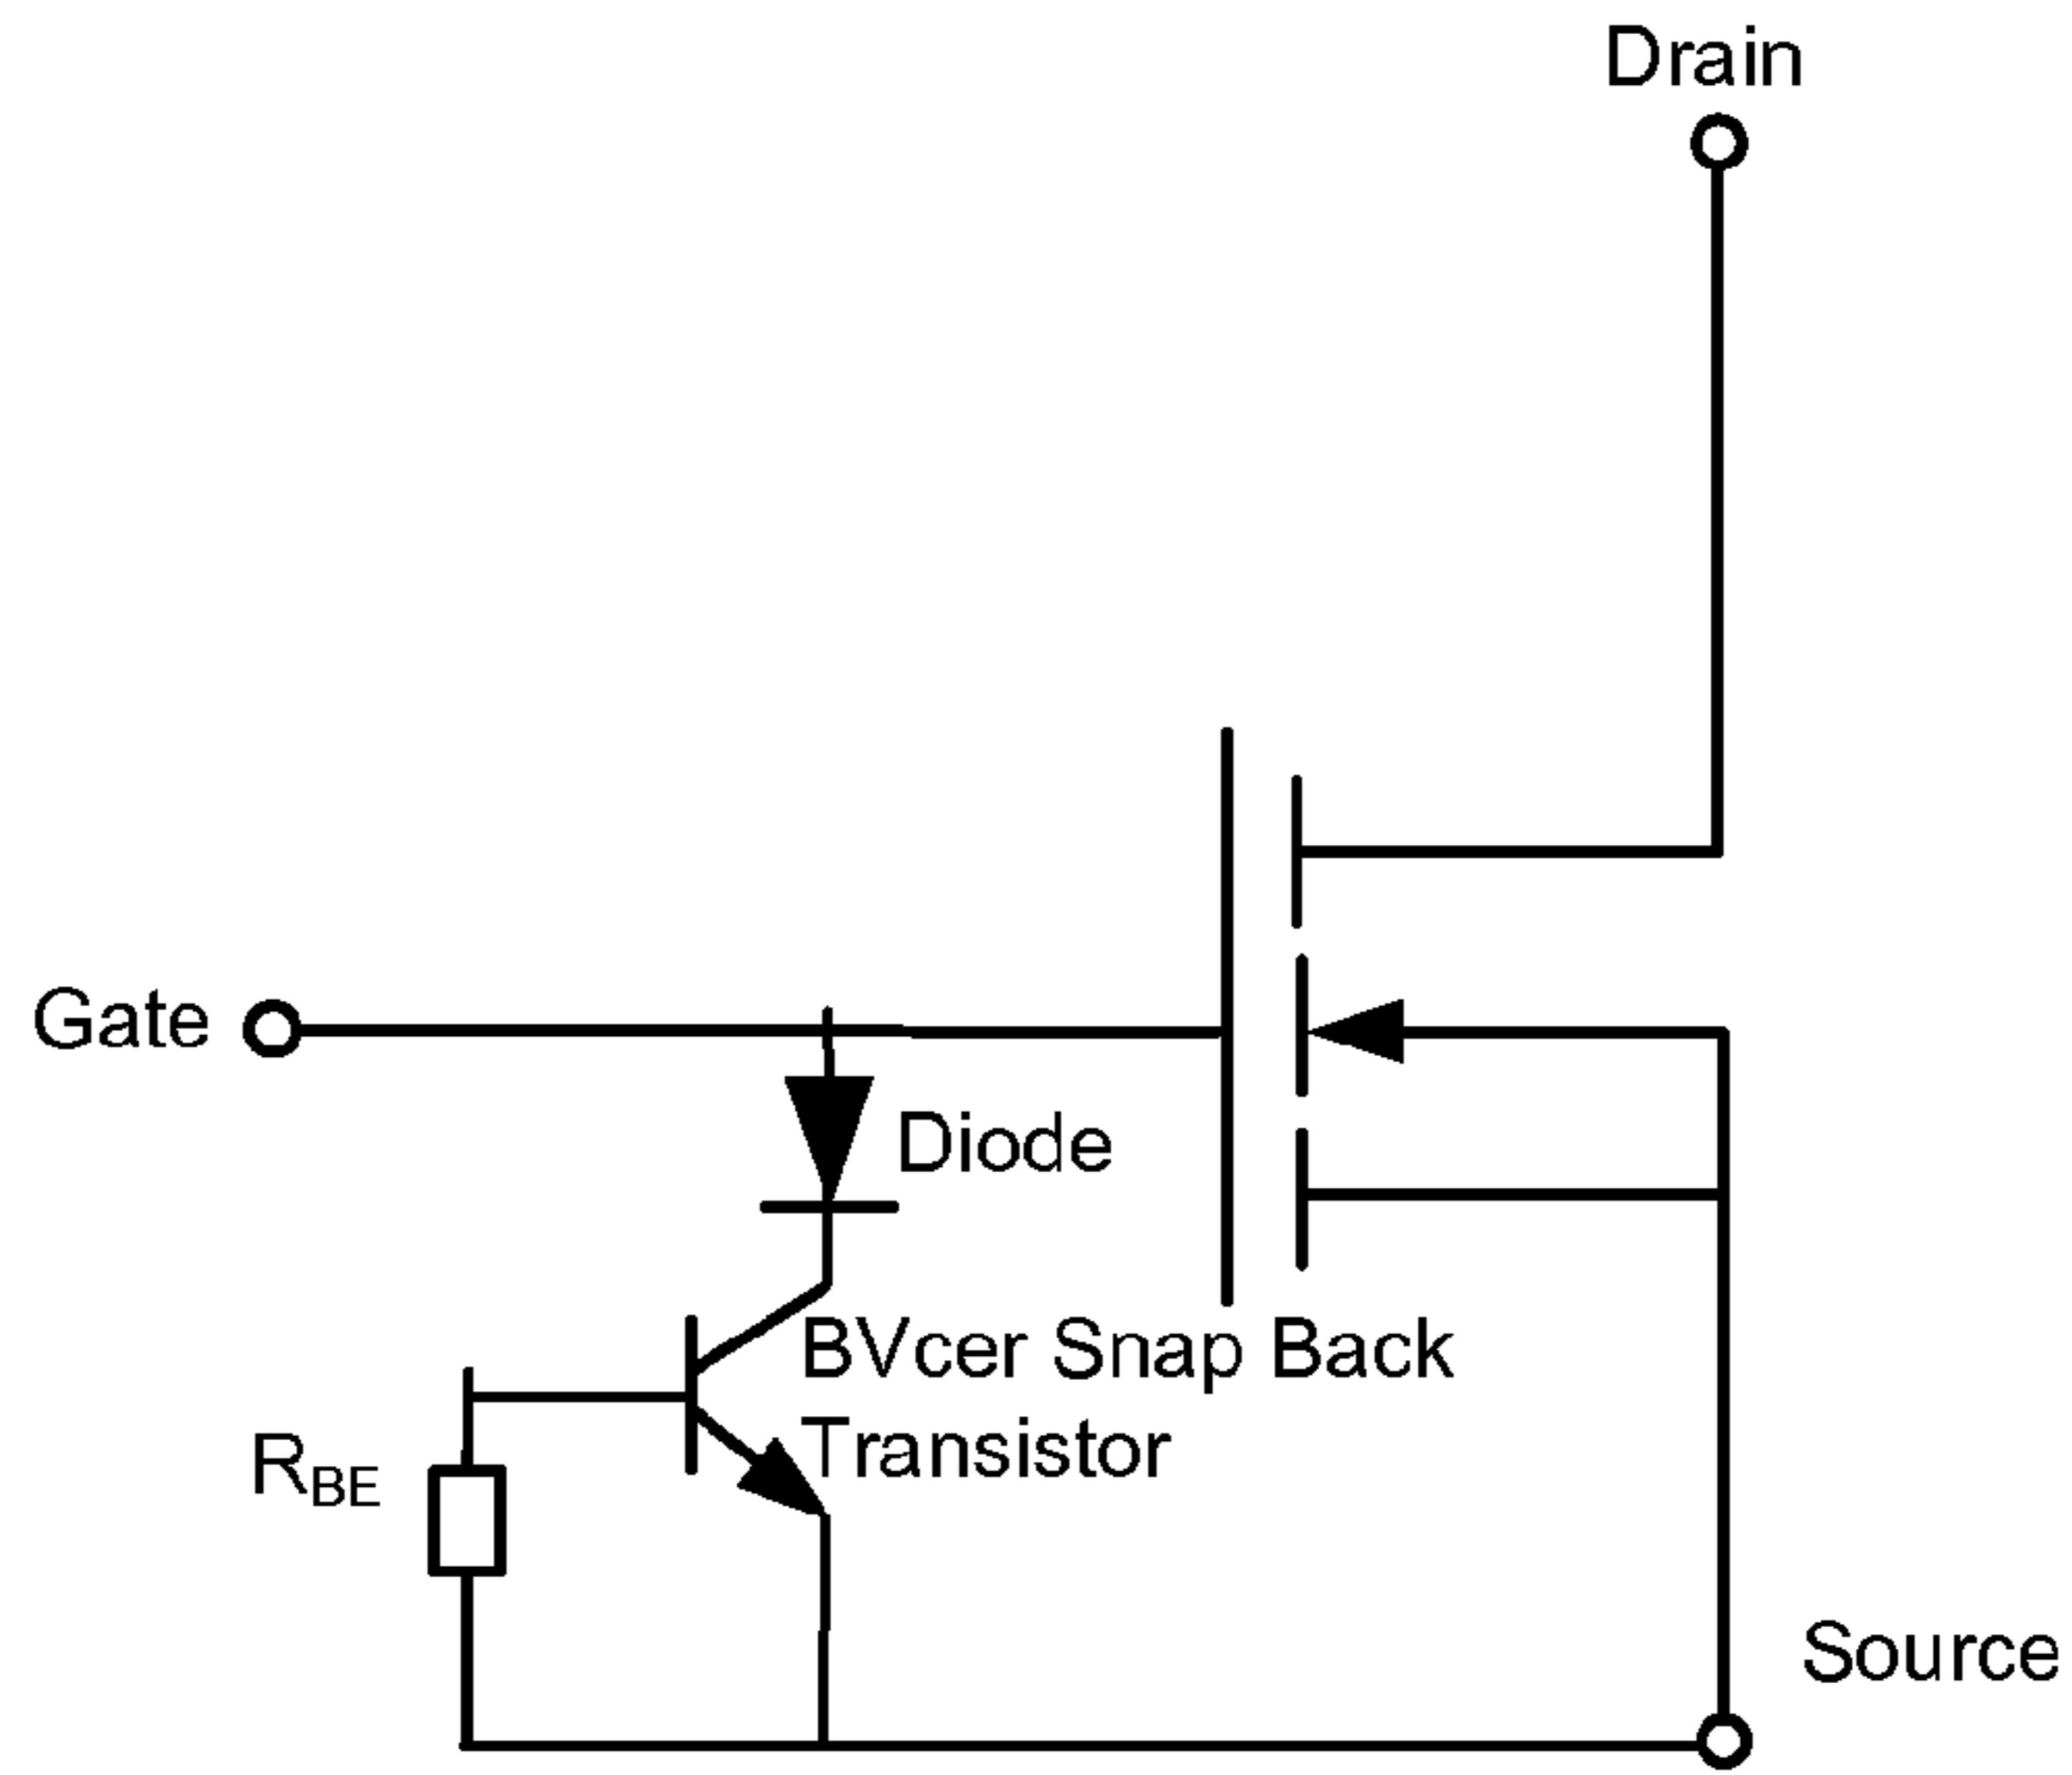 Drain
Gate
Diode
BVcer Snap Back
Transistor
RBE
Source